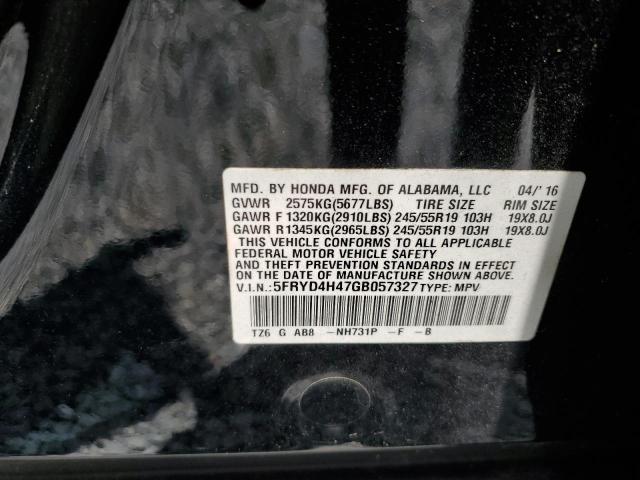 MFD. BY HONDA MFG. OF ALABAMA, LLC 04/'16
GVWR 2575KG(5677LBS) TIRE SIZE RIM SIZE
GAWR F 1320KG(2910LBS) 245/55R19 103H 19X8.0J
GAWR R 1345KG(2965LBS) 245/55R19 103H 19X8.0J
THIS VEHICLE CONFORMS TO ALL APPLICABLE
FEDERAL MOTOR VEHICLE SAFETY
AND THEFT PREVENTION STANDARDS IN EFFECT
ON THE DATE OF MANUFACTURE SHOWN ABOVE.
V.I.N.: 5FRYD4H47GB057327 TYPE: MPV
TZ6 G AB8 -NH731P -F -B